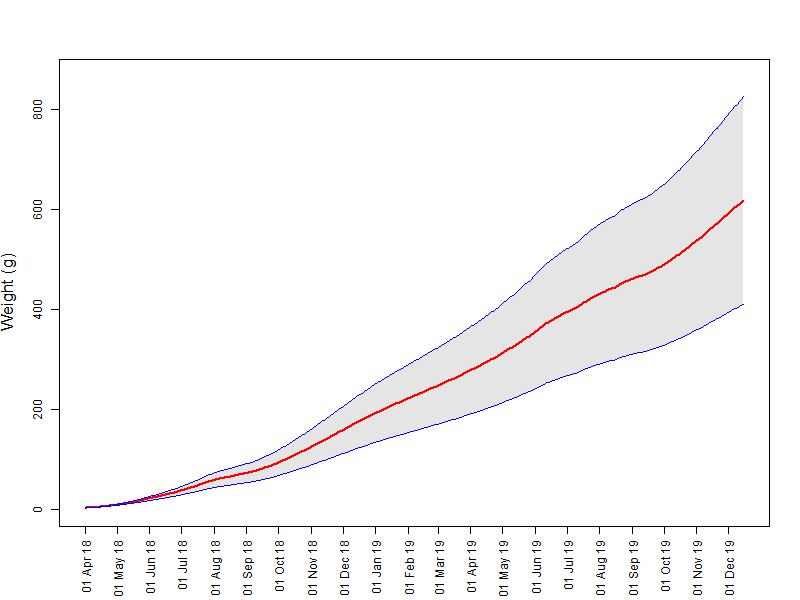 Weight (g)
800
600
400
200
0
01 Apr 18
01 May 18
01 Jun 18
01 Jul 18
01 Aug 18
01 Sep 18
01 Oct 18
01 Nov 18
01 Dec 18
01 Jan 19
01 Feb 19
01 Mar 19
01 Apr 19
01 May 19
01 Jun 19
01 Jul 19
01 Aug 19
01 Sep 19
01 Oct 19
01 Nov 19
01 Dec 19